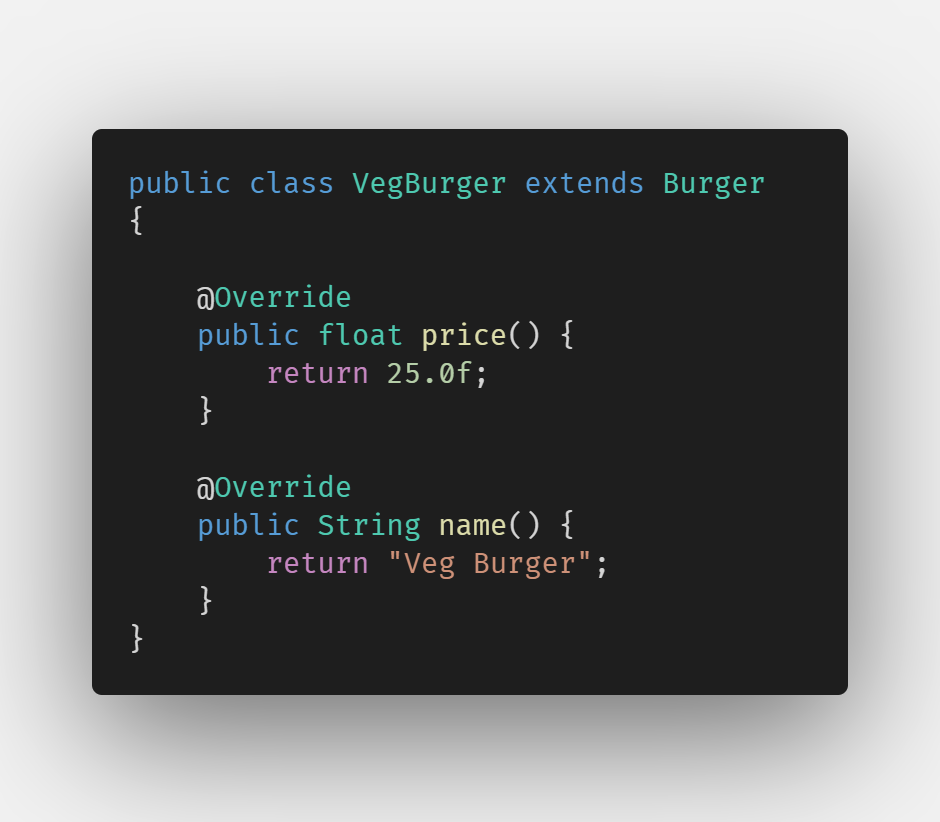 public class VegBurger extends Burger
{
    @Override
    public float price() {
        return 25.0f;
    }
    @Override
    public String name() {
        return "Veg Burger";
    }
}